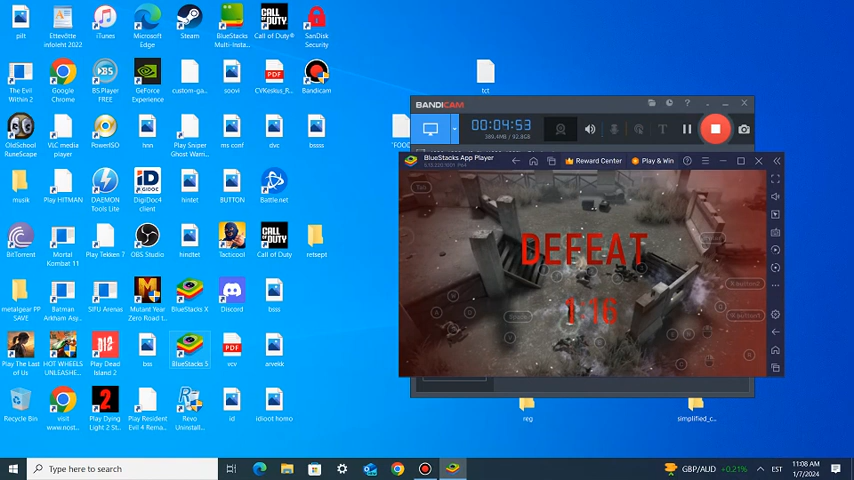 pilt
Ettevõtte
infoleht 2022
iTunes
Microsoft
Edge
Steam
BlueStacks
Multi-Insta...
Call of Duty®
SanDisk
Security
The Evil
Within 2
Google
Chrome
BS.Player
FREE
GeForce
Experience
custom-ga...
soovi
CVKeskus_R...
Bandicam
tct
OldSchool
RuneScape
VLC media
player
PowerISO
hnn
Play Sniper
Ghost Warri...
ms conf
dvc
bssss
musik
Play HITMAN
DAEMON
Tools Lite
DigiDoc4
client
hintet
BUTTON
Battle.net
BitTorrent
Mortal
Kombat 11
Play Tekken 7
OBS Studio
hindtet
Tacticool
Call of Duty
retsept
metalgear PP
SAVE
Batman
Arkham Asy...
SIFU Arenas
Mutant Year
Zero Road t...
BlueStacks X
Discord
bsss
Play The Last
of Us
HOT WHEELS
UNLEASHE...
Play Dead
Island 2
bss
BlueStacks 5
vcv
arvekk
Recycle Bin
visit
www.nost...
Play Dying
Light 2 St...
Play Resident
Evil 4 Rema...
Revo
Uninstall...
id
idioot homo
reg
simplified_c...
BANDICAM
00:04:53
389.4MB / 92.8GB
BlueStacks App Player
Reward Center
Play & Win
Tab
DEFEAT
1:16
Type here to search
GBP/AUD
+0.21%
EST
11:08 AM
1/7/2024